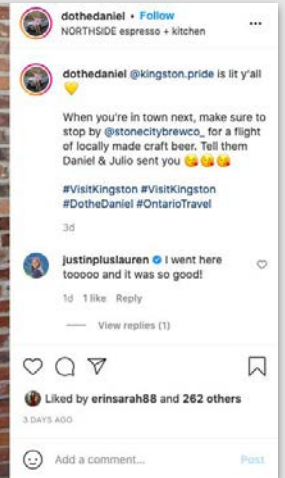 dothedaniel • Follow
NORTHSIDE espresso + kitchen
dothedaniel @kingston.pride is lit y'all
When you're in town next, make sure to
stop by @stonecitybrewco_ for a flight
of locally made craft beer. Tell them
Daniel & Julio sent you 😘😘😘
#VisitKingston #VisitKingston
#DotheDaniel #OntarioTravel
3d
justinpluslauren I went here
tooooo and it was so good!
1d 1 like Reply
View replies (1)
Liked by erinsarah88 and 262 others
3 DAYS AGO
Add a comment...
Post